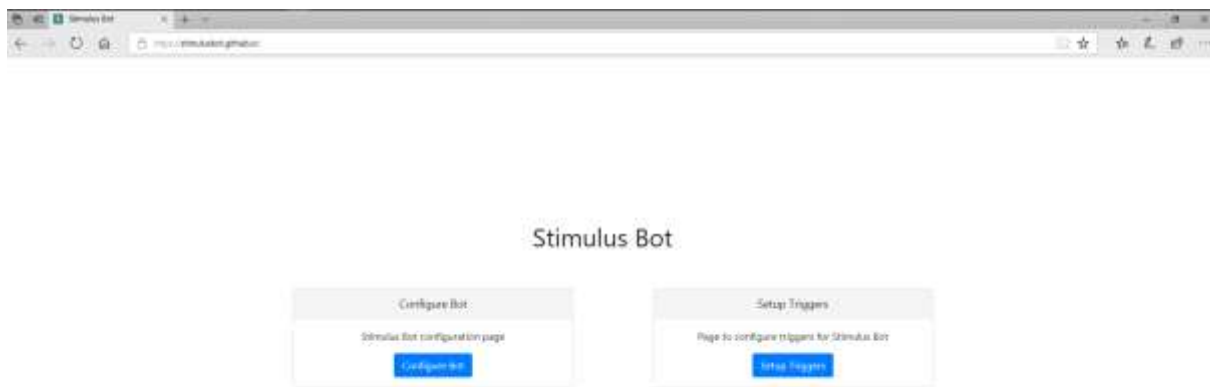 Stimulus Bot
Stimulus Bot
Configure Bot
Setup Triggers
Stimulus Bot configuration page
Page to configure triggers for Stimulus Bot
Configure Bot
Setup Triggers